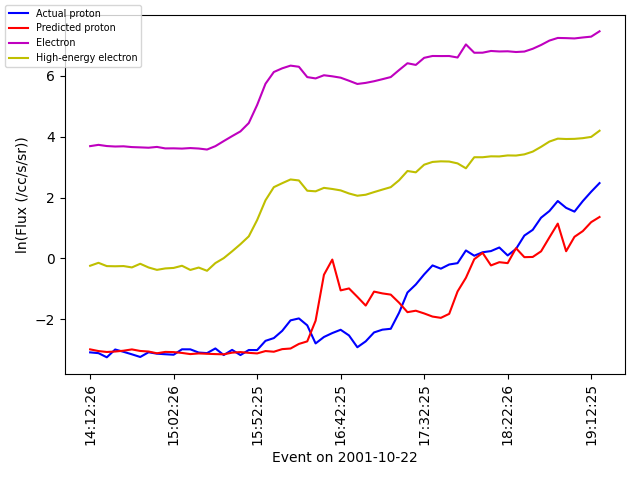 Actual proton
Predicted proton
Electron
High-energy electron
ln(Flux (/cc/s/sr))
6
4
2
0
−2
14:12:26
15:02:26
15:52:25
16:42:25
17:32:25
18:22:26
19:12:25
Event on 2001-10-22